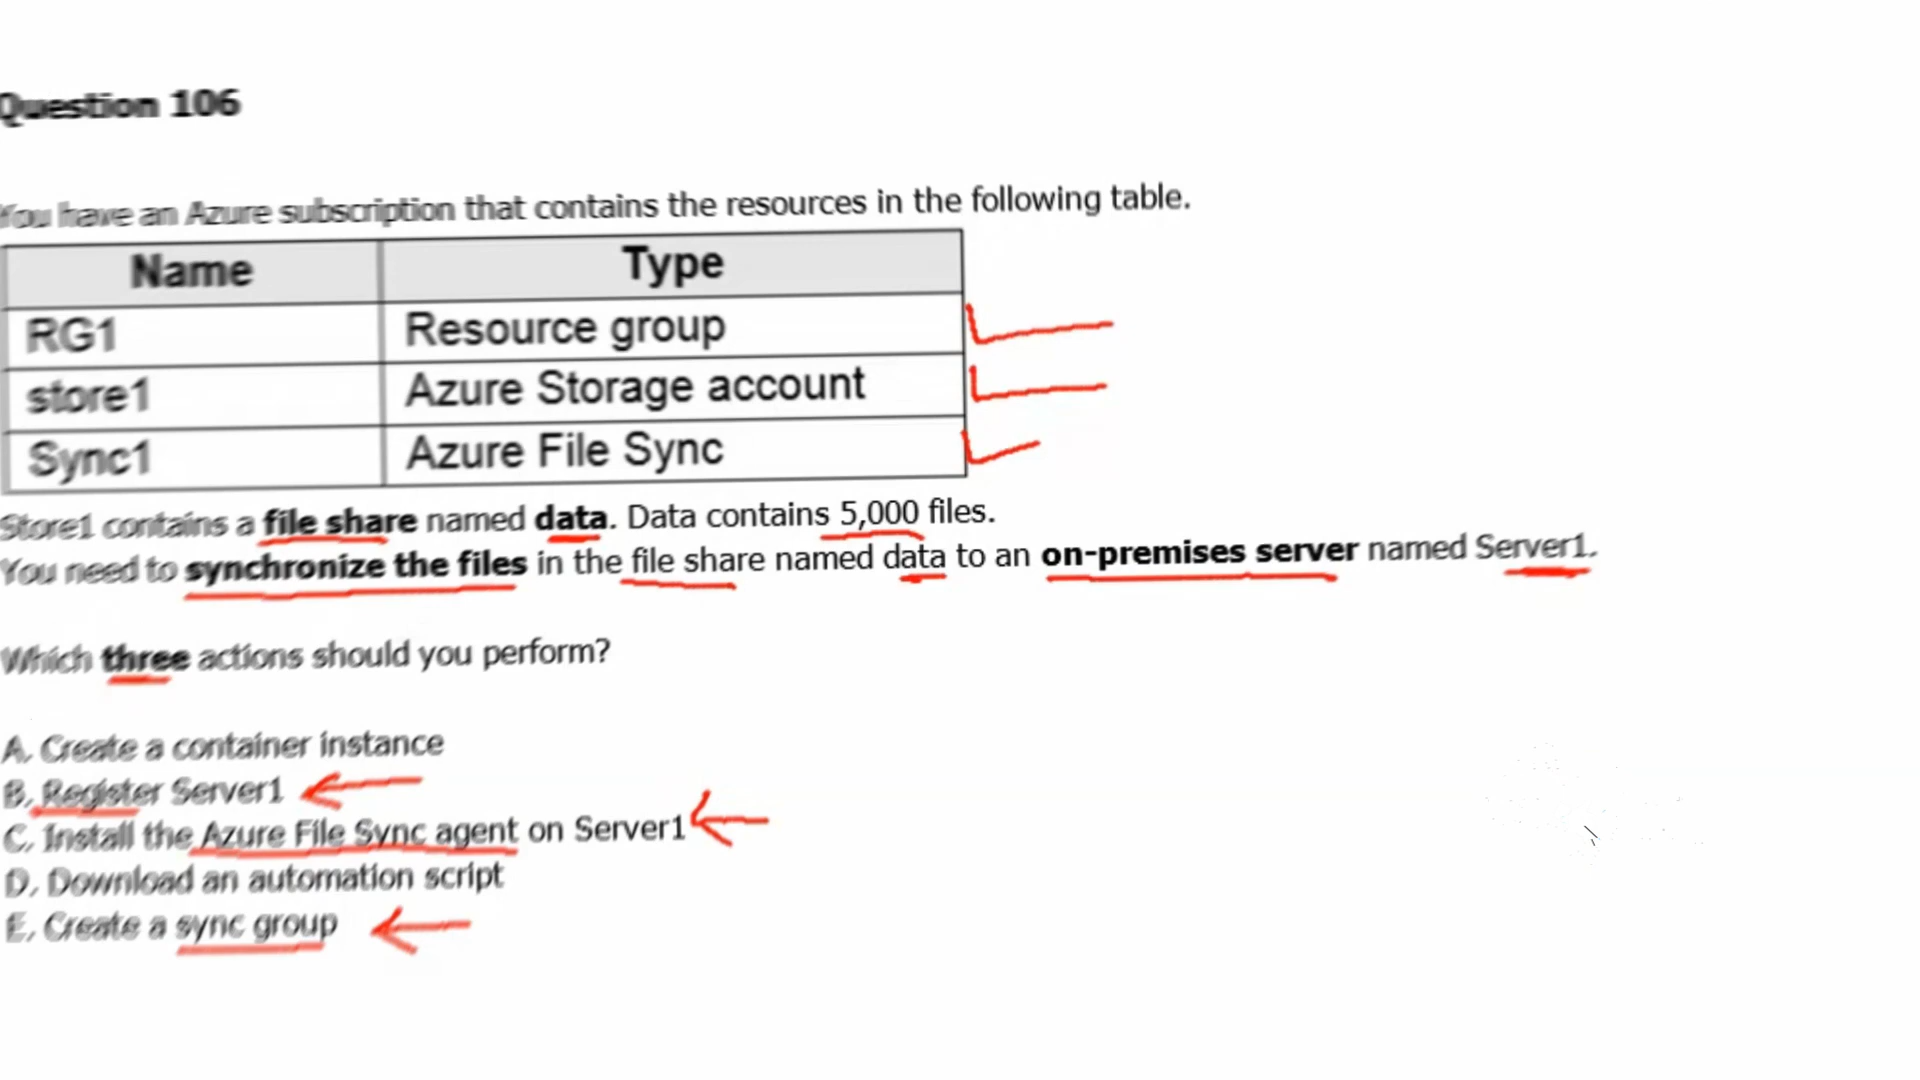 Question 106
You have an Azure subscription that contains the resources in the following table.
Name Type
RG1 Resource group
store1 Azure Storage account
Sync1 Azure File Sync
Store1 contains a file share named data. Data contains 5,000 files.
You need to synchronize the files in the file share named data to an on-premises server named Server1.
Which three actions should you perform?
A. Create a container instance
B. Register Server1
C. Install the Azure File Sync agent on Server1
D. Download an automation script
E. Create a sync group